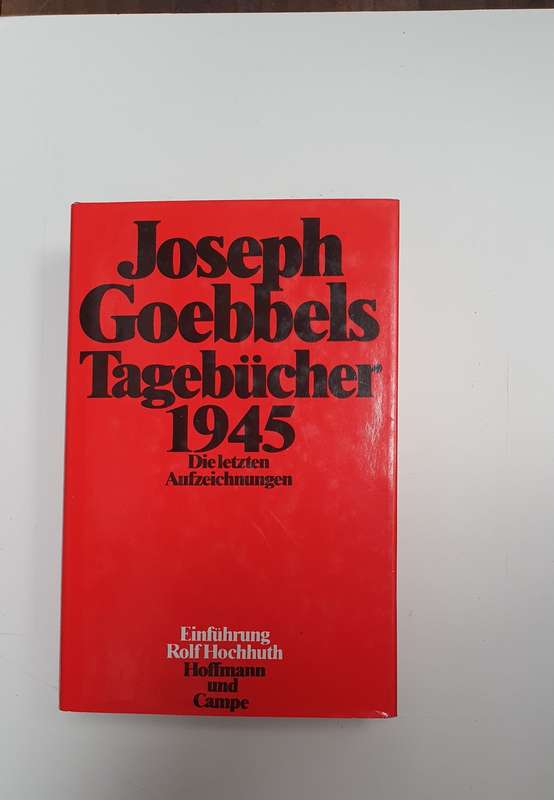 Joseph
Goebbels
Tagebücher
1945
Die letzten
Aufzeichnungen
Einführung
Rolf Hochhuth
Hoffmann
und
Campe